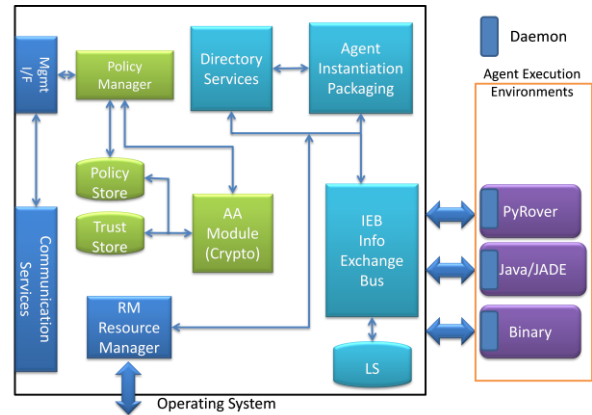 Mgmt
I/F
Policy
Manager
Directory
Services
Agent
Instantiation
Packaging
Daemon
Agent Execution
Environments
Policy
Store
Trust
Store
AA
Module
(Crypto)
IEB
Info
Exchange
Bus
PyRover
Java/JADE
Binary
Communication
Services
RM
Resource
Manager
LS
Operating System